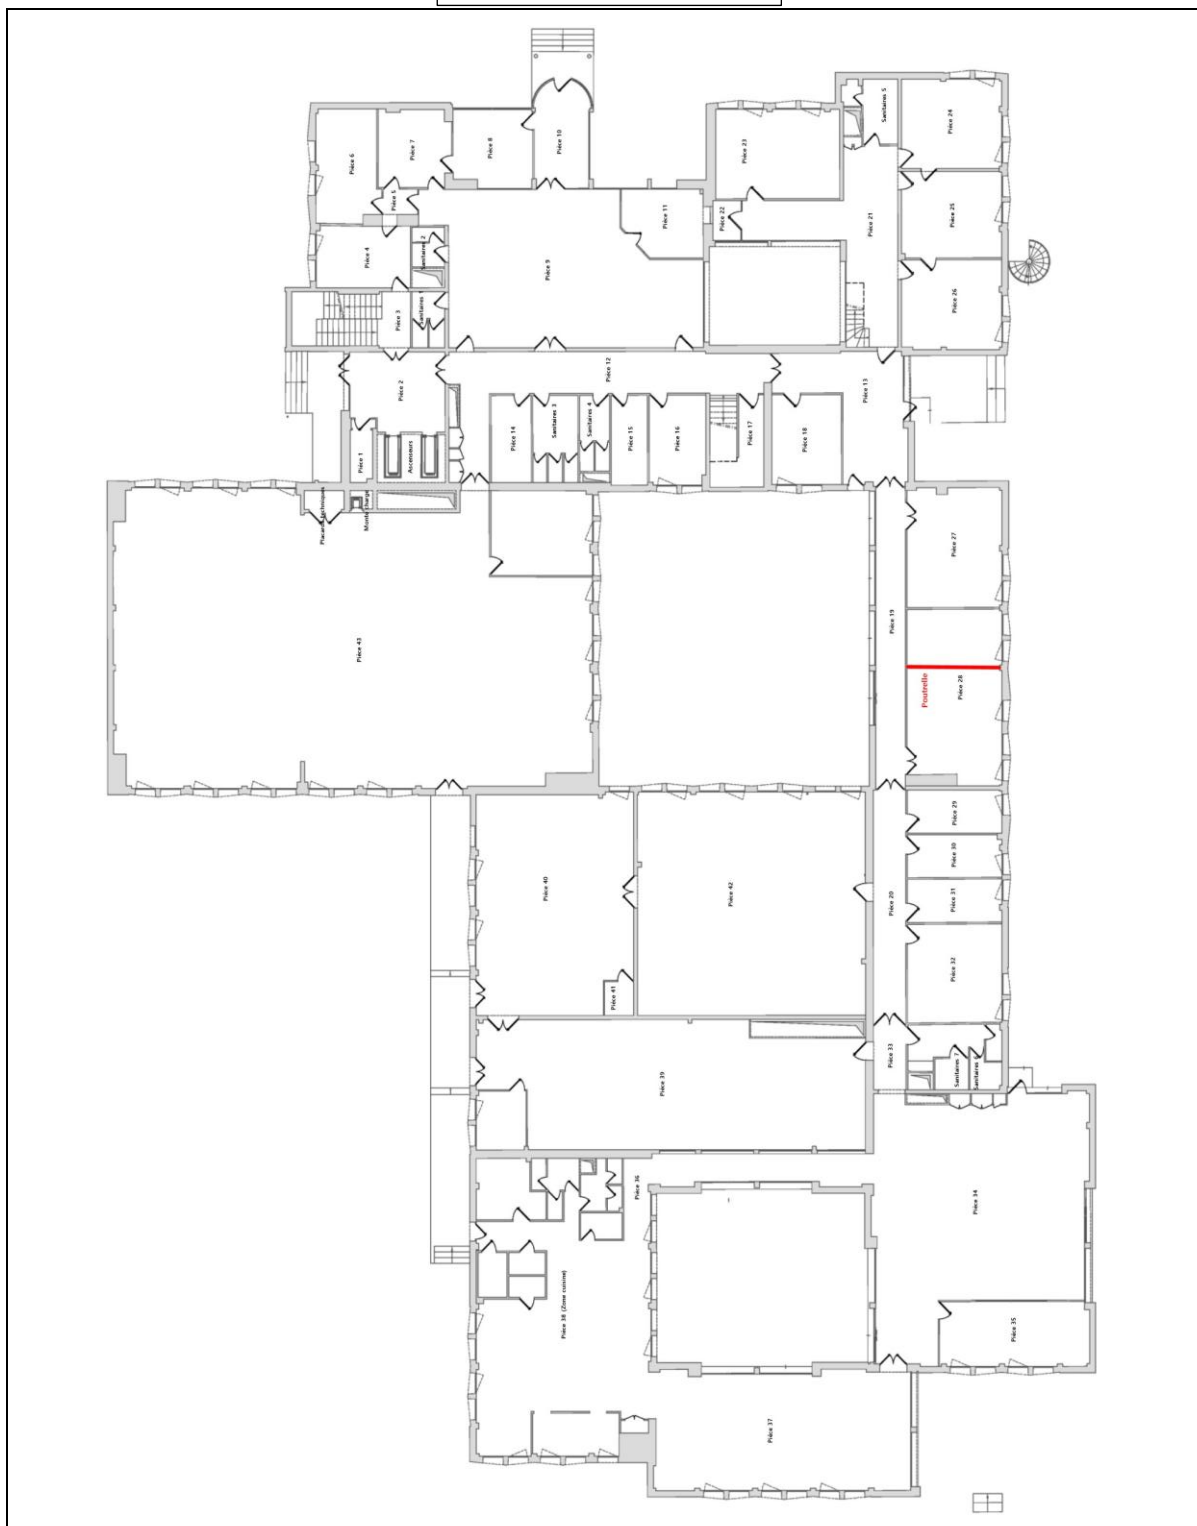 Pièce 6
Pièce 7
Pièce 8
Pièce 10
Pièce 23
Sanitaires 5
Pièce 24
Pièce 5
Pièce 4
Sanitaires 2
Pièce 9
Pièce 11
Pièce 22
Pièce 21
Pièce 25
Pièce 26
Pièce 3
Sanitaires 1
Pièce 2
Pièce 12
Pièce 13
Pièce 1
Ascenseurs
Pièce 14
Sanitaires 3
Sanitaires 4
Pièce 15
Pièce 16
Pièce 17
Pièce 18
Placards techniques
Monte charge
Pièce 27
Pièce 19
Pièce 43
Poutrelle
Pièce 28
Pièce 29
Pièce 30
Pièce 31
Pièce 40
Pièce 42
Pièce 20
Pièce 32
Pièce 41
Pièce 33
Sanitaires 7
Sanitaires 6
Pièce 39
Pièce 36
Pièce 34
Pièce 38 (Zone cuisine)
Pièce 35
Pièce 37